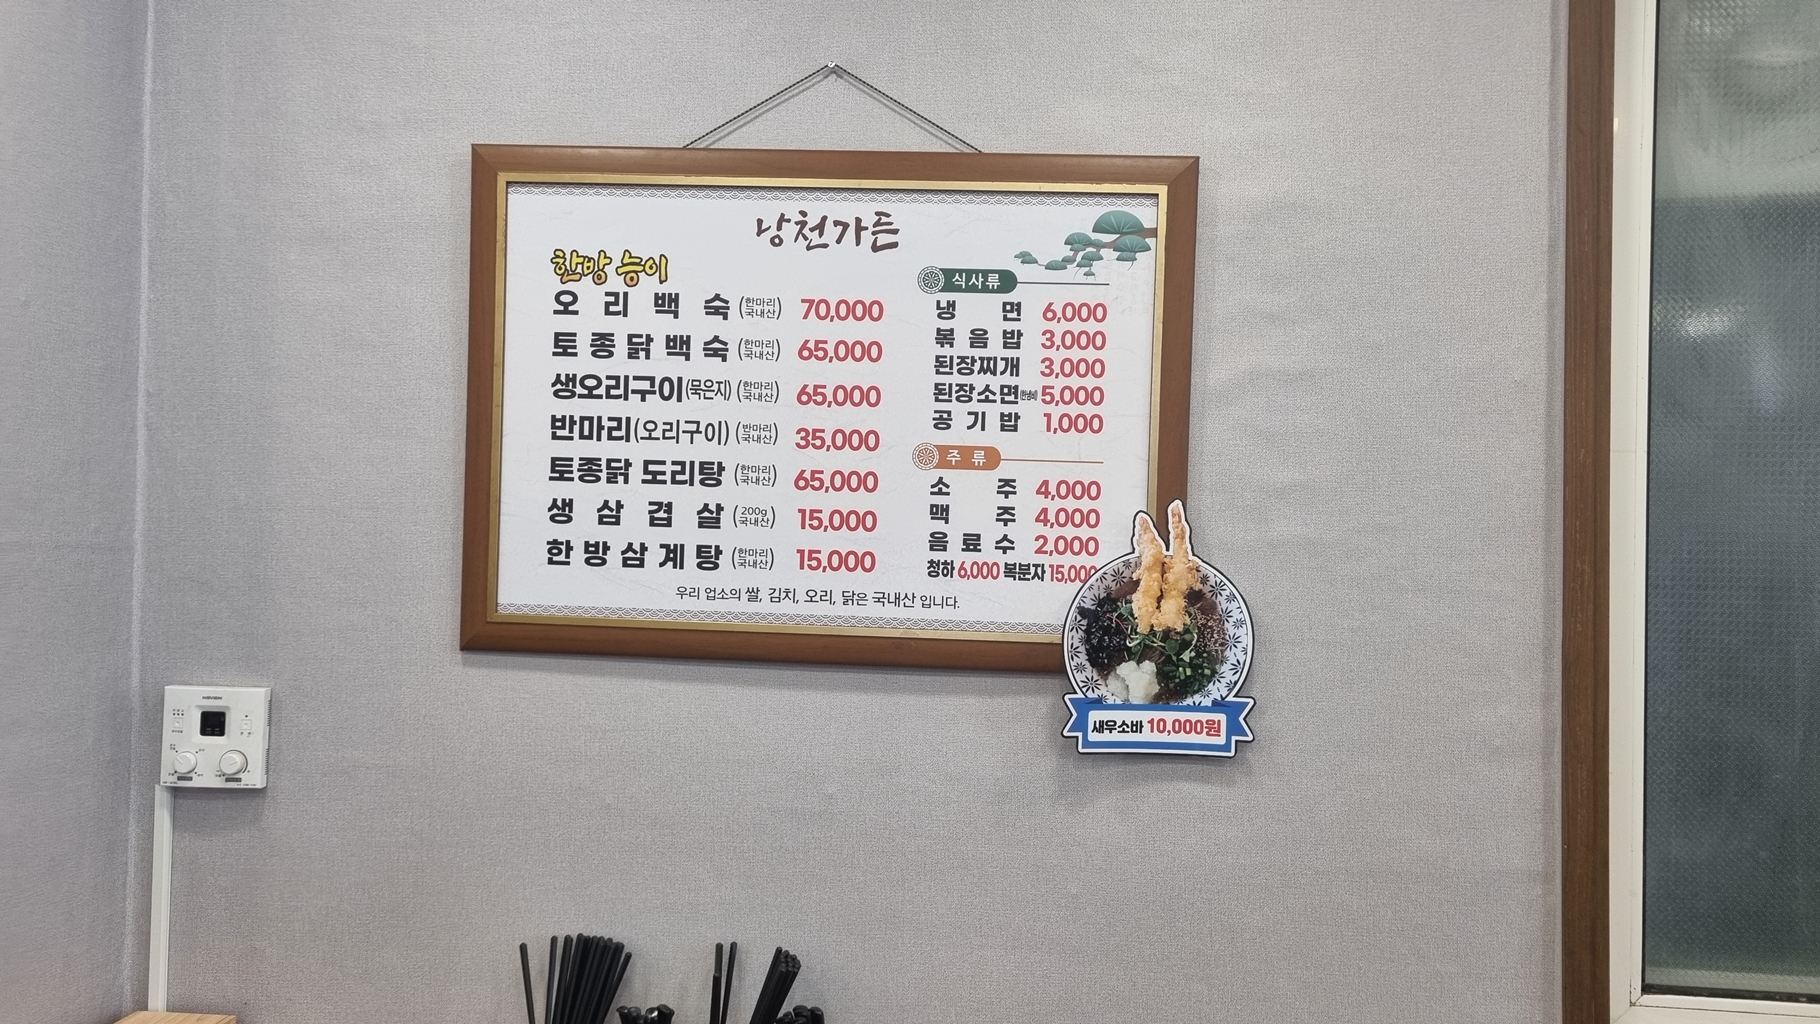 낭천가든
한방 능이
오리백숙 (한마리 국내산) 70,000
토종닭백숙 (한마리 국내산) 65,000
생오리구이(묵은지) (한마리 국내산) 65,000
반마리(오리구이) (반마리 국내산) 35,000
토종닭 도리탕 (한마리 국내산) 65,000
생삼겹살 (200g 국내산) 15,000
한방삼계탕 (한마리 국내산) 15,000
식사류
냉면 6,000
볶음밥 3,000
된장찌개 3,000
된장소면 5,000
공기밥 1,000
주류
소주 4,000
맥주 4,000
음료수 2,000
청하 6,000 복분자 15,000
우리 업소의 쌀, 김치, 오리, 닭은 국내산 입니다.
새우소바 10,000원